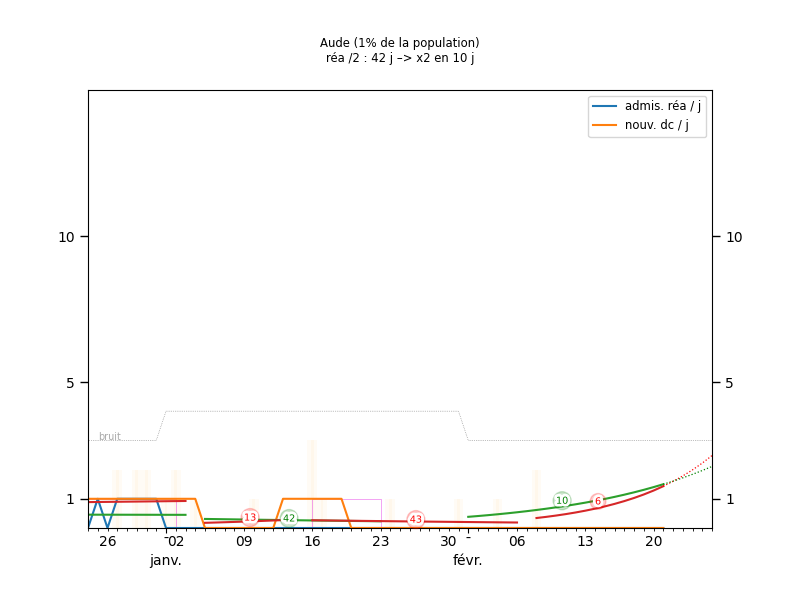 Aude (1% de la population)
réa /2 : 42 j –> x2 en 10 j
admis. réa / j
nouv. dc / j
10 10
5 5
bruit
1 1
13 42 43 10 6
26 02 09 16 23 30 06 13 20
janv. févr.